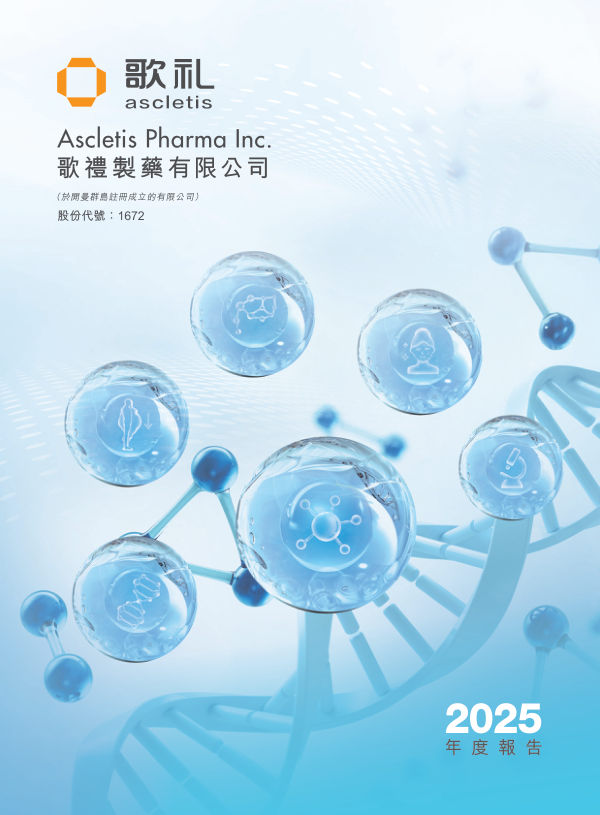 歌礼
ascletis
Ascletis Pharma Inc.
歌禮製藥有限公司
（於開曼群島註冊成立的有限公司）
股份代號：1672
2025
年度報告